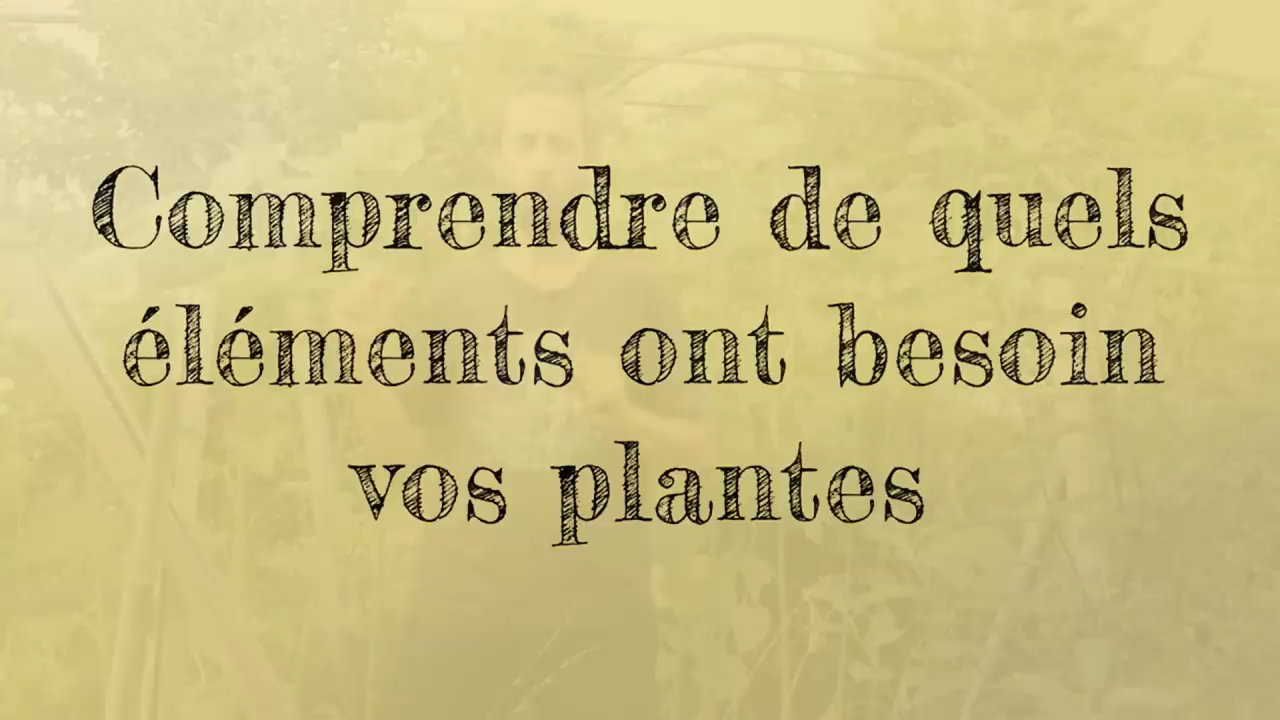 Comprendre de quels
éléments ont besoin
vos plantes